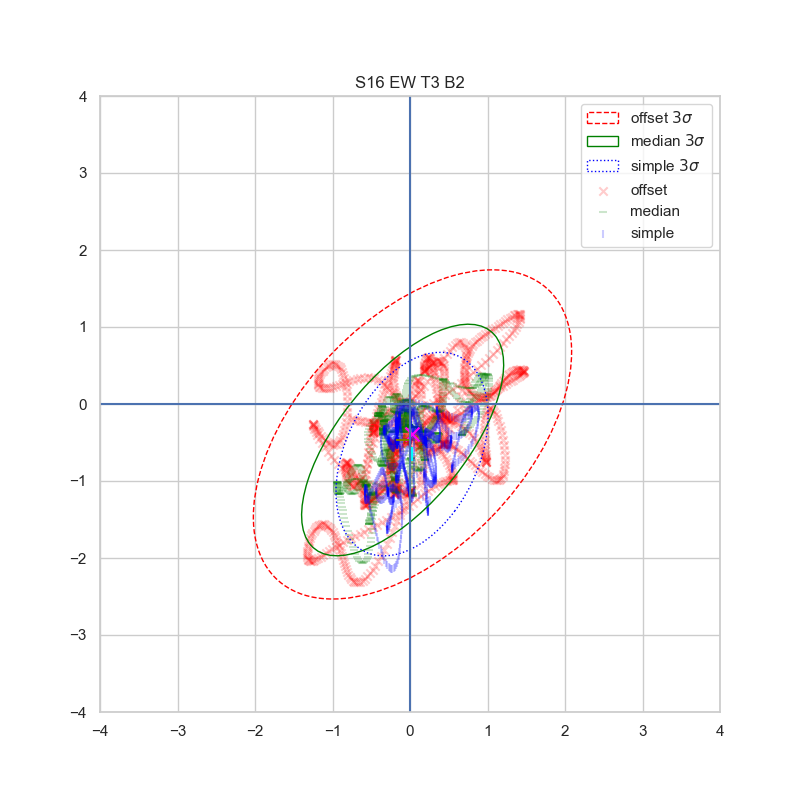 S16 EW T3 B2
4
3
2
1
0
−1
−2
−3
−4
−4 −3 −2 −1 0 1 2 3 4
offset 3σ
median 3σ
simple 3σ
offset
median
simple